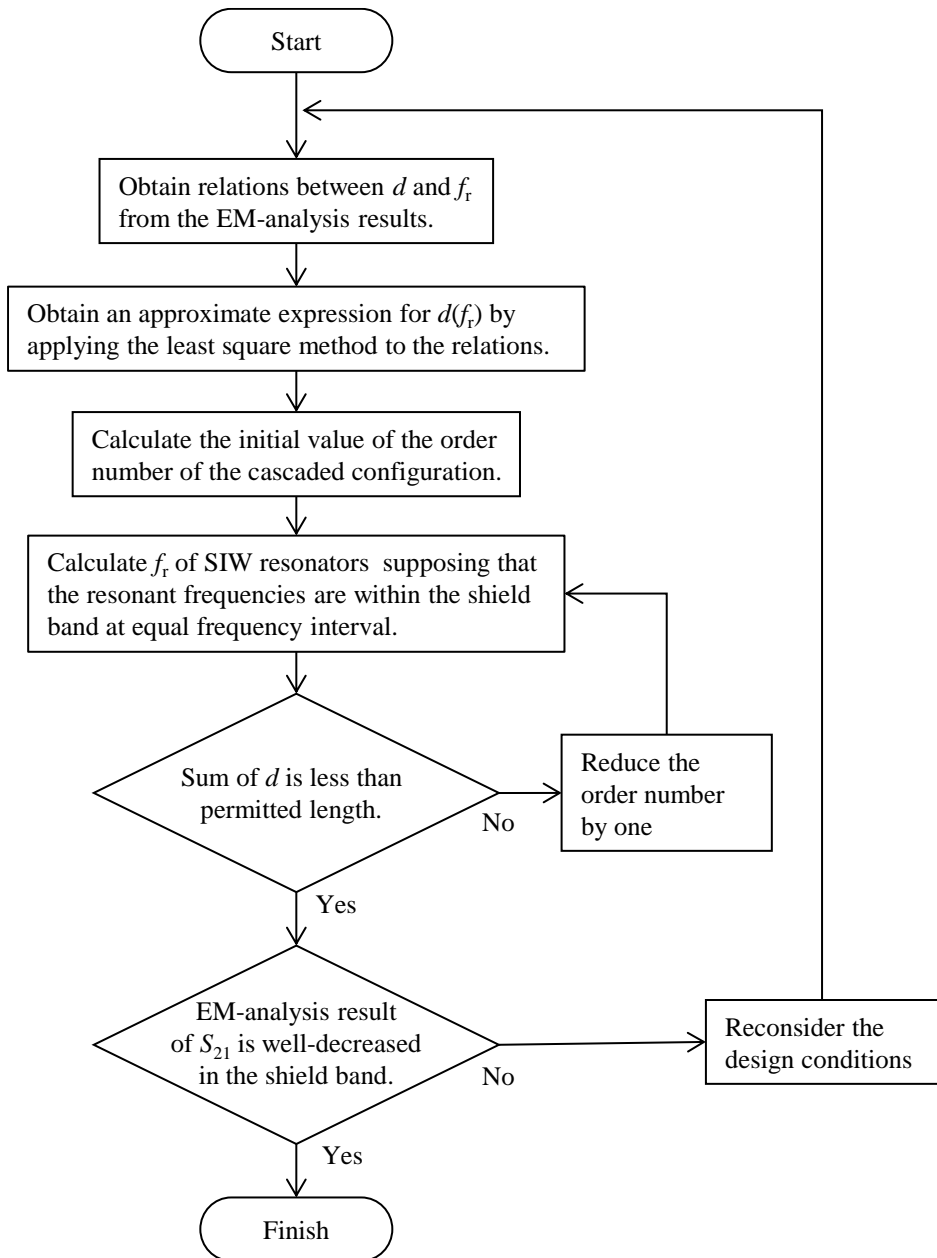 Start
Obtain relations between d and fr
from the EM-analysis results.
Obtain an approximate expression for d(fr) by
applying the least square method to the relations.
Calculate the initial value of the order
number of the cascaded configuration.
Calculate fr of SIW resonators supposing that
the resonant frequencies are within the shield
band at equal frequency interval.
Sum of d is less than
permitted length.
No
Reduce the
order number
by one
Yes
EM-analysis result
of S21 is well-decreased
in the shield band.
No
Reconsider the
design conditions
Yes
Finish